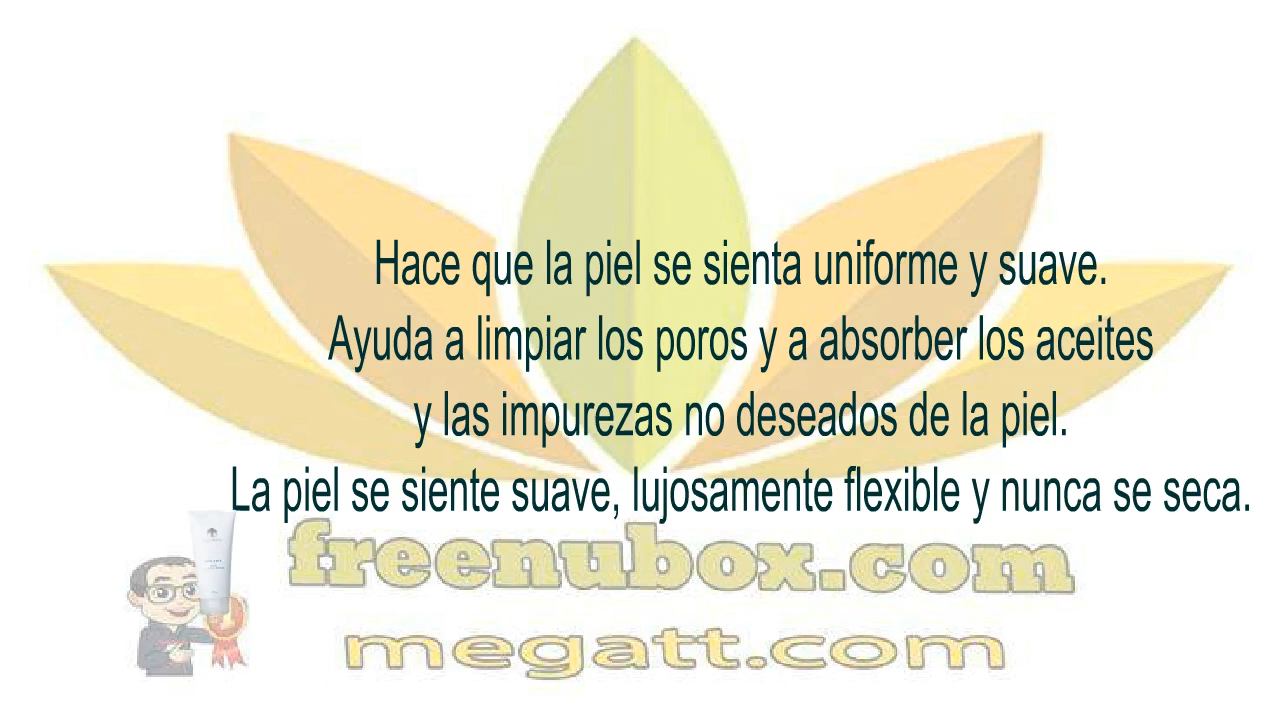 Hace que la piel se sienta uniforme y suave.
Ayuda a limpiar los poros y a absorber los aceites
y las impurezas no deseados de la piel.
La piel se siente suave, lujosamente flexible y nunca se seca.
freenubox.com
megatt.com